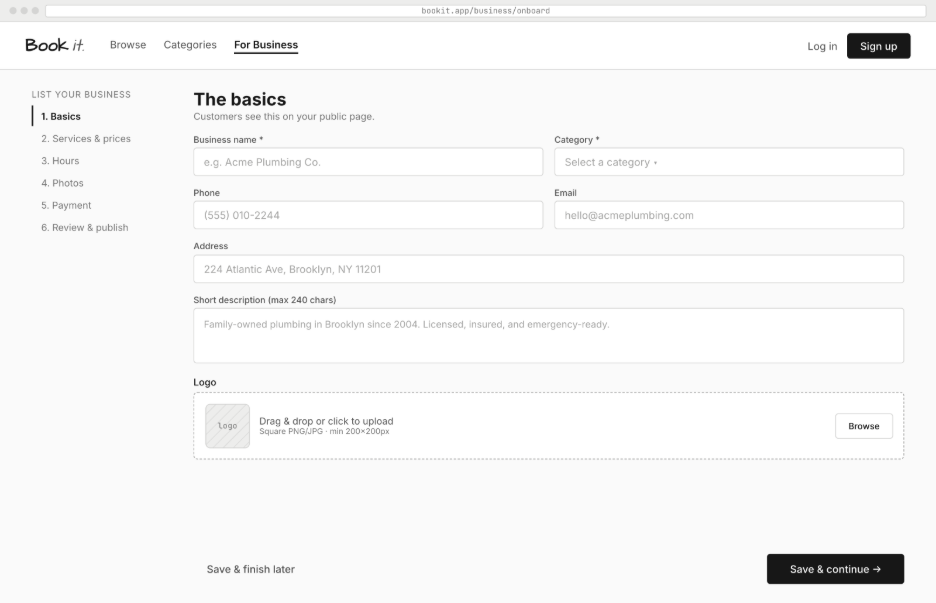 bookit.app/business/onboard
Book it.
Browse
Categories
For Business
Log in
Sign up
LIST YOUR BUSINESS
1. Basics
2. Services & prices
3. Hours
4. Photos
5. Payment
6. Review & publish
The basics
Customers see this on your public page.
Business name *
e.g. Acme Plumbing Co.
Category *
Select a category
Phone
(555) 010-2244
Email
hello@acmeplumbing.com
Address
224 Atlantic Ave, Brooklyn, NY 11201
Short description (max 240 chars)
Family-owned plumbing in Brooklyn since 2004. Licensed, insured, and emergency-ready.
Logo
logo
Drag & drop or click to upload
Square PNG/JPG · min 200×200px
Browse
Save & finish later
Save & continue →